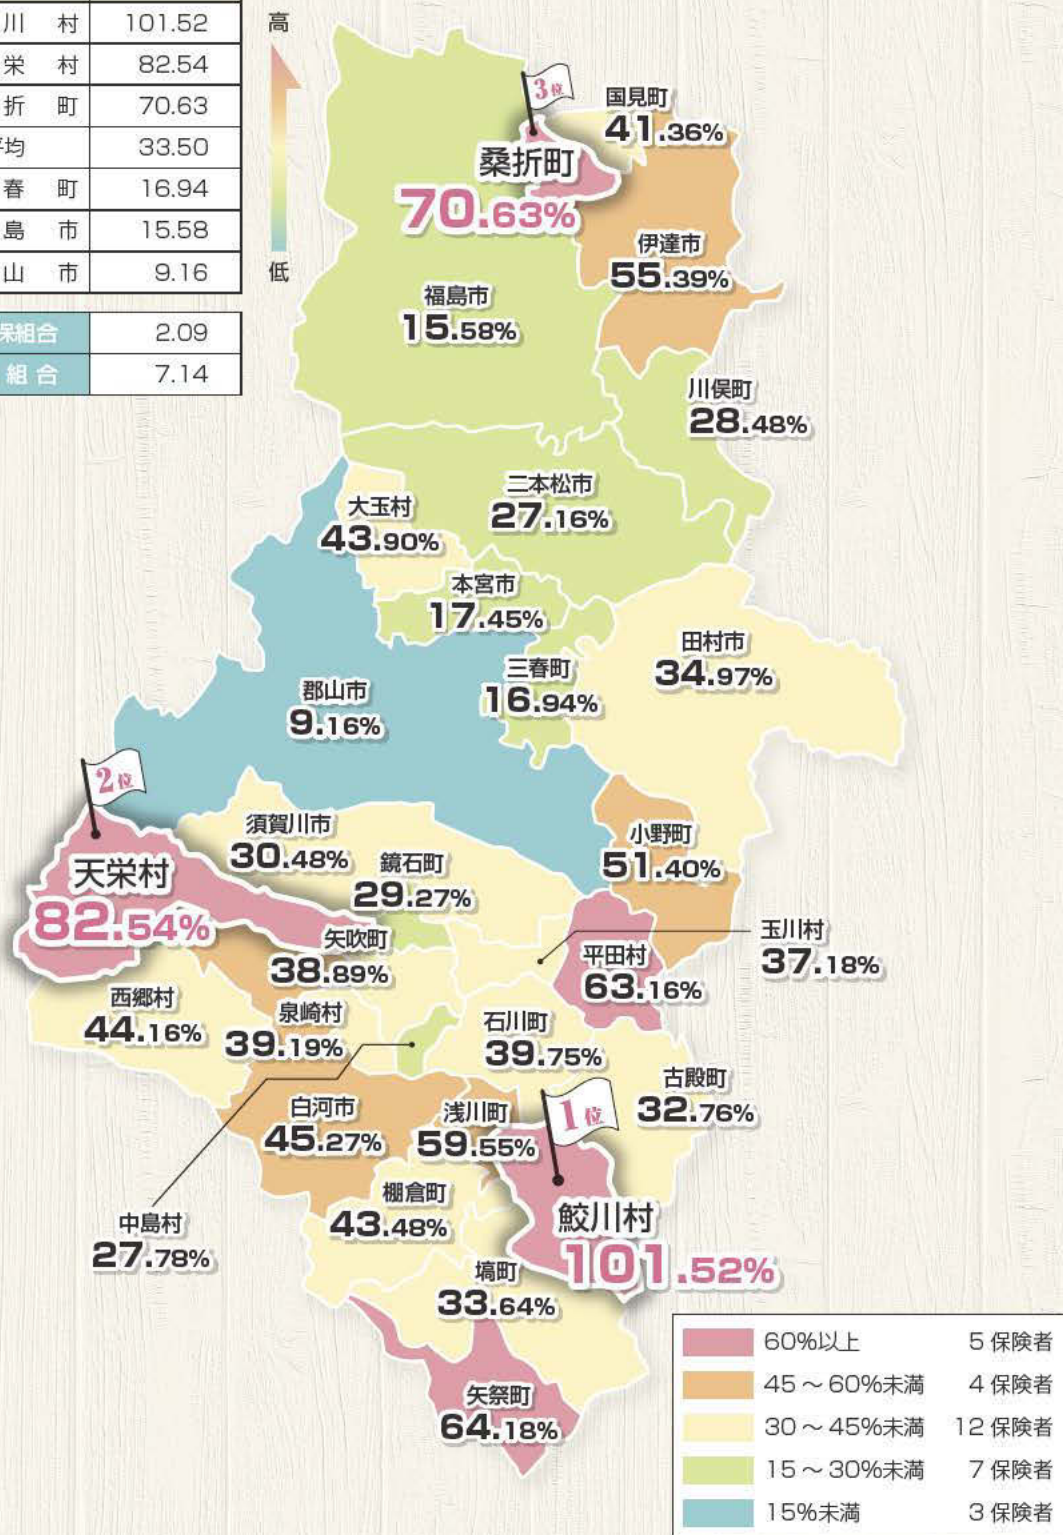 川 村 101.52
栄 村 82.54
折 町 70.63
均 33.50
春 町 16.94
島 市 15.58
山 市 9.16
保組合 2.09
組合 7.14
高
低
3位
桑折町
70.63%
国見町
41.36%
伊達市
55.39%
福島市
15.58%
川俣町
28.48%
二本松市
27.16%
大玉村
43.90%
本宮市
17.45%
田村市
34.97%
三春町
16.94%
郡山市
9.16%
2位
天栄村
82.54%
須賀川市
30.48%
鏡石町
29.27%
小野町
51.40%
矢吹町
38.89%
玉川村
37.18%
平田村
63.16%
西郷村
44.16%
泉崎村
39.19%
石川町
39.75%
古殿町
32.76%
白河市
45.27%
浅川町
59.55%
1位
鮫川村
101.52%
中島村
27.78%
棚倉町
43.48%
塙町
33.64%
矢祭町
64.18%
60%以上 5保険者
45～60%未満 4保険者
30～45%未満 12保険者
15～30%未満 7保険者
15%未満 3保険者